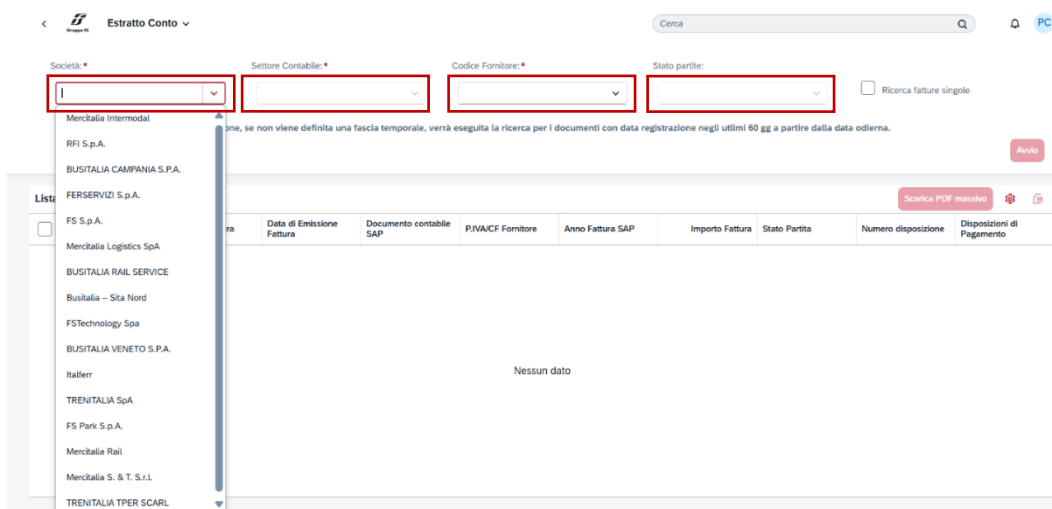 Gruppo FS
Estratto Conto
Cerca
PC
Società:*
Settore Contabile:*
Codice Fornitore:*
Stato partite:
Ricerca fatture singole
one, se non viene definita una fascia temporale, verrà eseguita la ricerca per i documenti con data registrazione negli utlimi 60 gg a partire dalla data odierna.
Avvio
Lista
Scarica PDF massivo
ra
Data di Emissione
Fattura
Documento contabile
SAP
P.IVA/CF Fornitore
Anno Fattura SAP
Importo Fattura
Stato Partita
Numero disposizione
Disposizioni di
Pagamento
Mercitalia Intermodal
RFI S.p.A.
BUSITALIA CAMPANIA S.P.A.
FERSERVIZI S.p.A.
FS S.p.A.
Mercitalia Logistics SpA
BUSITALIA RAIL SERVICE
Busitalia – Sita Nord
FSTechnology Spa
BUSITALIA VENETO S.P.A.
Italferr
TRENITALIA SpA
FS Park S.p.A.
Mercitalia Rail
Mercitalia S. & T. S.r.l.
TRENITALIA TPER SCARL
Nessun dato